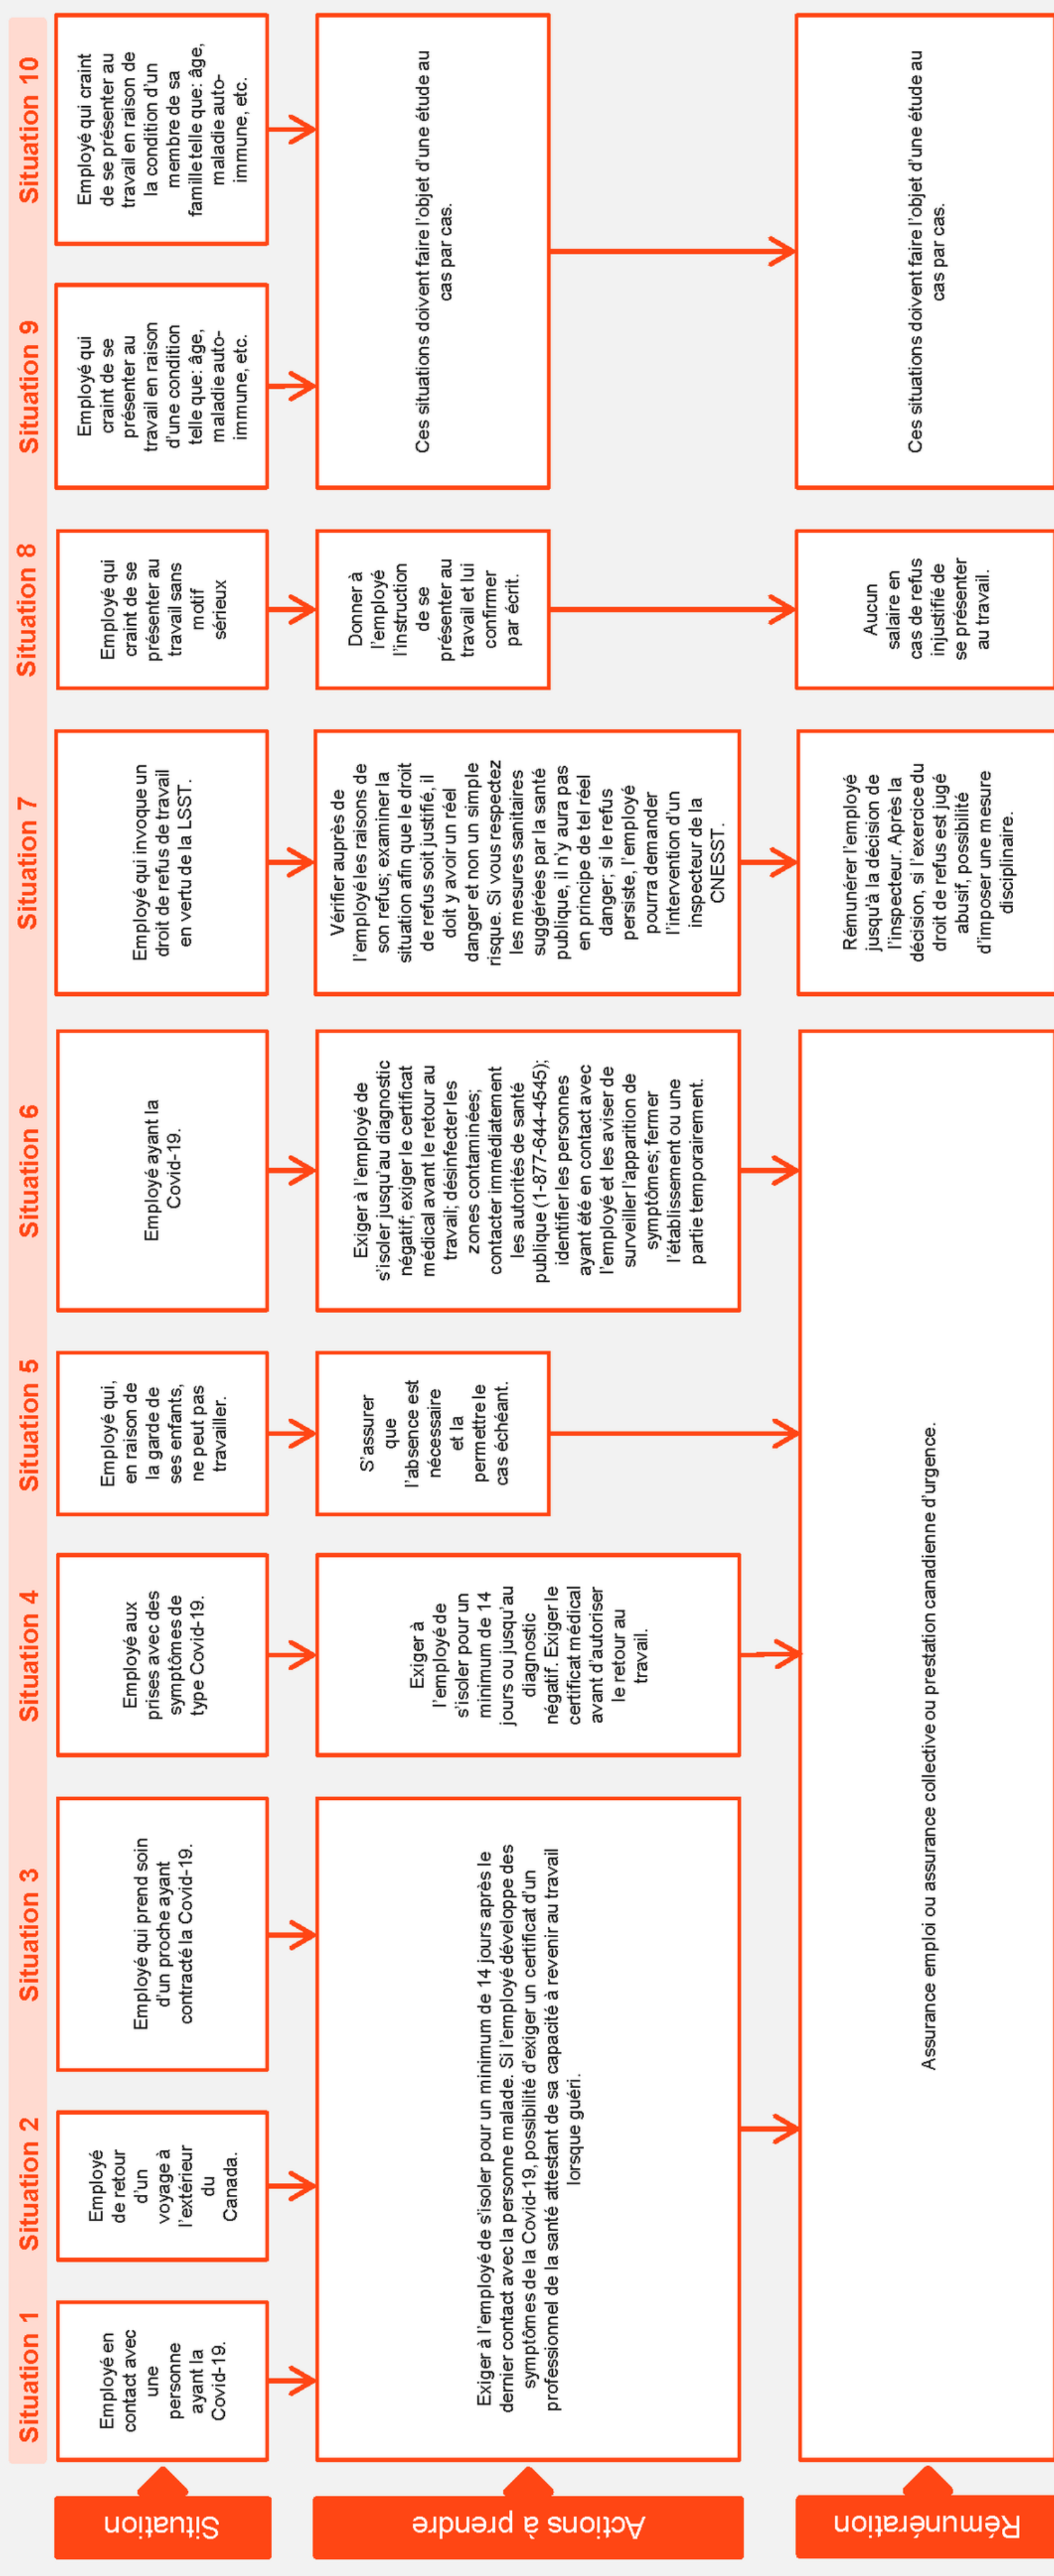 Situation 1
Situation 2
Situation 3
Situation 4
Situation 5
Situation 6
Situation 7
Situation 8
Situation 9
Situation 10
Situation
Employé en
contact avec
une
personne
ayant la
Covid-19.
Employé
de retour
d'un
voyage à
l'extérieur
du
Canada.
Employé qui prend soin
d'un proche ayant
contracté la Covid-19.
Employé aux
prises avec des
symptômes de
type Covid-19.
Employé qui,
en raison de
la garde de
ses enfants,
ne peut pas
travailler.
Employé ayant la
Covid-19.
Employé qui invoque un
droit de refus de travail
en vertu de la LSST.
Employé qui
craint de se
présenter au
travail sans
motif
sérieux
Employé qui
craint de se
présenter au
travail en raison
d'une condition
telle que: âge,
maladie auto-
immune, etc.
Employé qui craint
de se présenter au
travail en raison de
la condition d'un
membre de sa
famille telle que: âge,
maladie auto-
immune, etc.
Actions à prendre
Exiger à l'employé de s'isoler pour un minimum de 14 jours après le
dernier contact avec la personne malade. Si l'employé développe des
symptômes de la Covid-19, possibilité d'exiger un certificat d'un
professionnel de la santé attestant de sa capacité à revenir au travail
lorsque guéri.
Exiger à
l'employé de
s'isoler pour un
minimum de 14
jours ou jusqu'au
diagnostic
négatif. Exiger le
certificat médical
avant d'autoriser
le retour au
travail.
S'assurer
que
l'absence est
nécessaire
et la
permettre le
cas échéant.
Exiger à l'employé de
s'isoler jusqu'au diagnostic
négatif; exiger le certificat
médical avant le retour au
travail; désinfecter les
zones contaminées;
contacter immédiatement
les autorités de santé
publique (1-877-644-4545);
identifier les personnes
ayant été en contact avec
l'employé et les aviser de
surveiller l'apparition de
symptômes; fermer
l'établissement ou une
partie temporairement.
Vérifier auprès de
l'employé les raisons de
son refus; examiner la
situation afin que le droit
de refus soit justifié, il
doit y avoir un réel
danger et non un simple
risque. Si vous respectez
les mesures sanitaires
suggérées par la santé
publique, il n'y aura pas
en principe de tel réel
danger; si le refus
persiste, l'employé
pourra demander
l'intervention d'un
inspecteur de la
CNESST.
Donner à
l'employé
l'instruction
de se
présenter au
travail et lui
confirmer
par écrit.
Ces situations doivent faire l'objet d'une étude au
cas par cas.
Rémunération
Assurance emploi ou assurance collective ou prestation canadienne d'urgence.
Rémunérer l'employé
jusqu'à la décision de
l'inspecteur. Après la
décision, si l'exercice du
droit de refus est jugé
abusif, possibilité
d'imposer une mesure
disciplinaire.
Aucun
salaire en
cas de refus
injustifié de
se présenter
au travail.
Ces situations doivent faire l'objet d'une étude au
cas par cas.